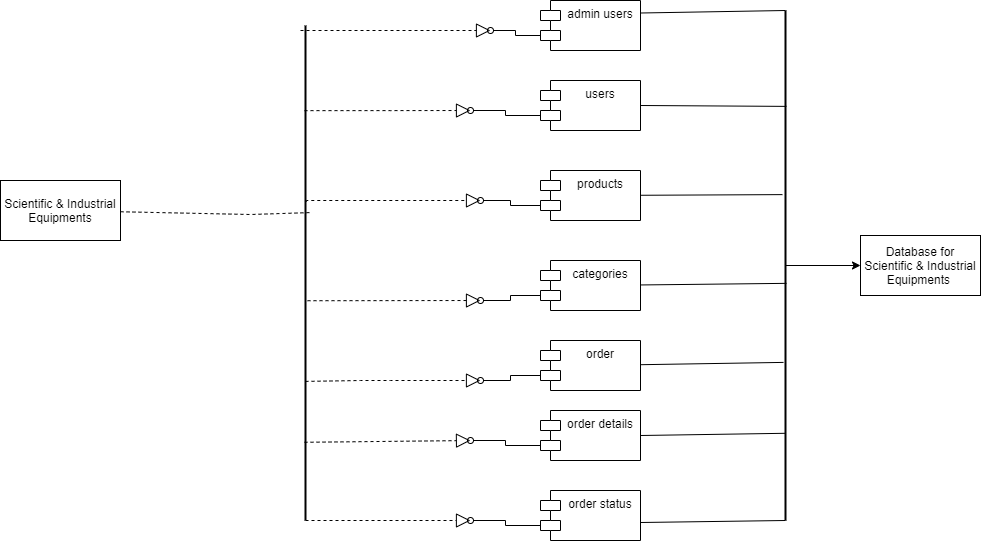 admin users
users
products
Scientific & Industrial
Equipments
categories
Database for
Scientific & Industrial
Equipments
order
order details
order status